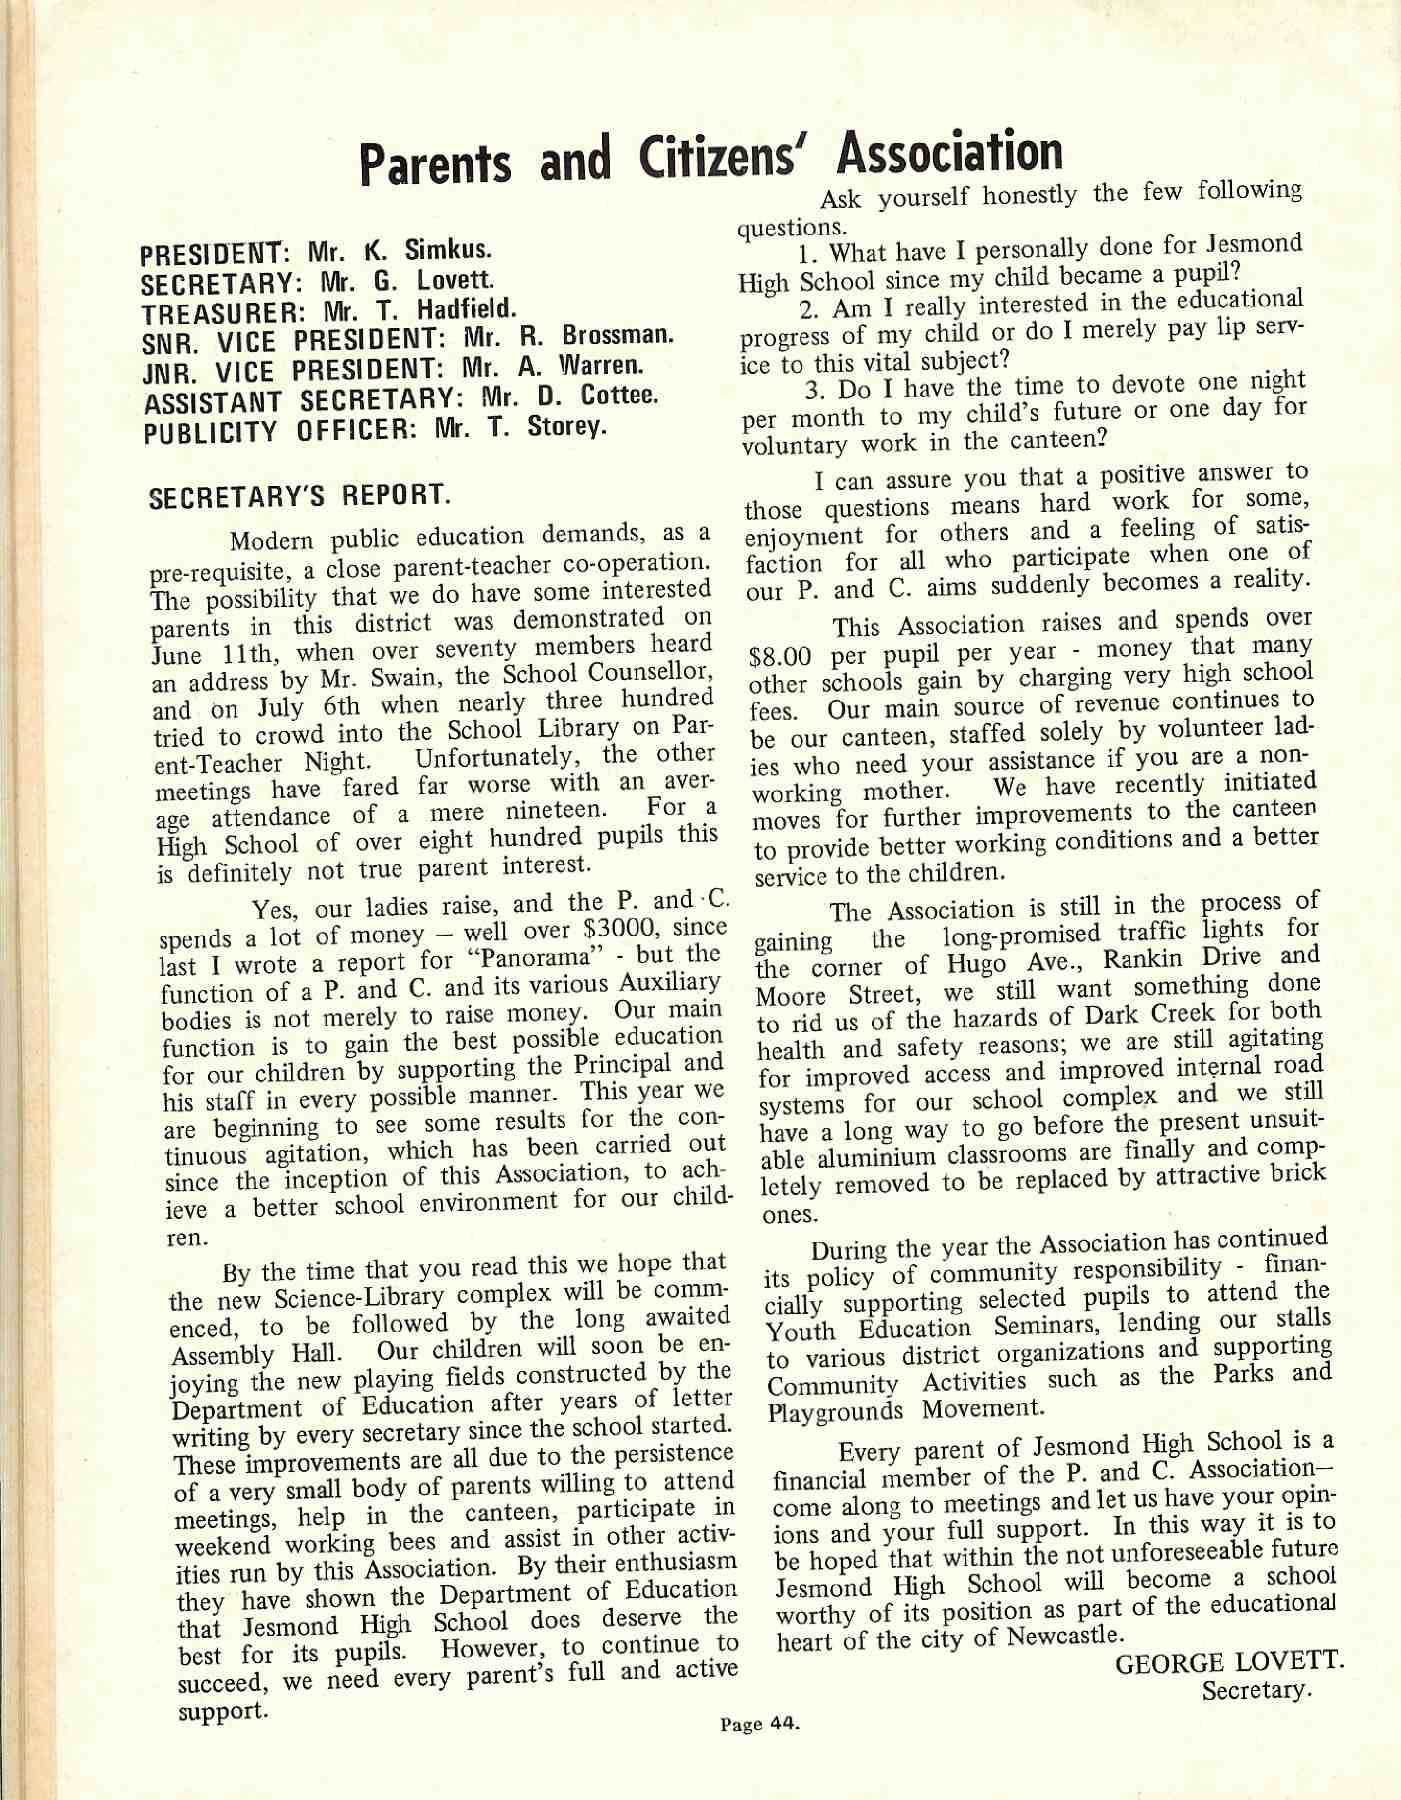 Parents and Citizens' Association
PRESIDENT: Mr. K. Simkus.
SECRETARY: Mr. G. Lovett.
TREASURER: Mr. T. Hadfield.
SNR. VICE PRESIDENT: Mr. R. Brossman.
JNR. VICE PRESIDENT: Mr. A. Warren.
ASSISTANT SECRETARY: Mr. D. Cottee.
PUBLICITY OFFICER: Mr. T. Storey.
SECRETARY'S REPORT.
Modern public education demands, as a
pre-requisite, a close parent-teacher co-operation.
The possibility that we do have some interested
parents in this district was demonstrated on
June 11th, when over seventy members heard
an address by Mr. Swain, the School Counsellor,
and on July 6th when nearly three hundred
tried to crowd into the School Library on Par-
ent-Teacher Night. Unfortunately, the other
meetings have fared far worse with an aver-
age attendance of a mere nineteen. For a
High School of over eight hundred pupils this
is definitely not true parent interest.
Yes, our ladies raise, and the P. and C.
spends a lot of money – well over $3000, since
last I wrote a report for “Panorama” - but the
function of a P. and C. and its various Auxiliary
bodies is not merely to raise money. Our main
function is to gain the best possible education
for our children by supporting the Principal and
his staff in every possible manner. This year we
are beginning to see some results for the con-
tinuous agitation, which has been carried out
since the inception of this Association, to ach-
ieve a better school environment for our child-
ren.
By the time that you read this we hope that
the new Science-Library complex will be comm-
enced, to be followed by the long awaited
Assembly Hall. Our children will soon be en-
joying the new playing fields constructed by the
Department of Education after years of letter
writing by every secretary since the school started.
These improvements are all due to the persistence
of a very small body of parents willing to attend
meetings, help in the canteen, participate in
weekend working bees and assist in other activ-
ities run by this Association. By their enthusiasm
they have shown the Department of Education
that Jesmond High School does deserve the
best for its pupils. However, to continue to
succeed, we need every parent's full and active
support.
Ask yourself honestly the few following
questions.
1. What have I personally done for Jesmond
High School since my child became a pupil?
2. Am I really interested in the educational
progress of my child or do I merely pay lip serv-
ice to this vital subject?
3. Do I have the time to devote one night
per month to my child's future or one day for
voluntary work in the canteen?
I can assure you that a positive answer to
those questions means hard work for some,
enjoyment for others and a feeling of satis-
faction for all who participate when one of
our P. and C. aims suddenly becomes a reality.
This Association raises and spends over
$8.00 per pupil per year - money that many
other schools gain by charging very high school
fees. Our main source of revenue continues to
be our canteen, staffed solely by volunteer lad-
ies who need your assistance if you are a non-
working mother. We have recently initiated
moves for further improvements to the canteen
to provide better working conditions and a better
service to the children.
The Association is still in the process of
gaining the long-promised traffic lights for
the corner of Hugo Ave., Rankin Drive and
Moore Street, we still want something done
to rid us of the hazards of Dark Creek for both
health and safety reasons; we are still agitating
for improved access and improved internal road
systems for our school complex and we still
have a long way to go before the present unsuit-
able aluminium classrooms are finally and comp-
letely removed to be replaced by attractive brick
ones.
During the year the Association has continued
its policy of community responsibility - finan-
cially supporting selected pupils to attend the
Youth Education Seminars, lending our stalls
to various district organizations and supporting
Community Activities such as the Parks and
Playgrounds Movement.
Every parent of Jesmond High School is a
financial member of the P. and C. Association–
come along to meetings and let us have your opin-
ions and your full support. In this way it is to
be hoped that within the not unforeseeable future
Jesmond High School will become a school
worthy of its position as part of the educational
heart of the city of Newcastle.
GEORGE LOVETT.
Secretary.
Page 44.